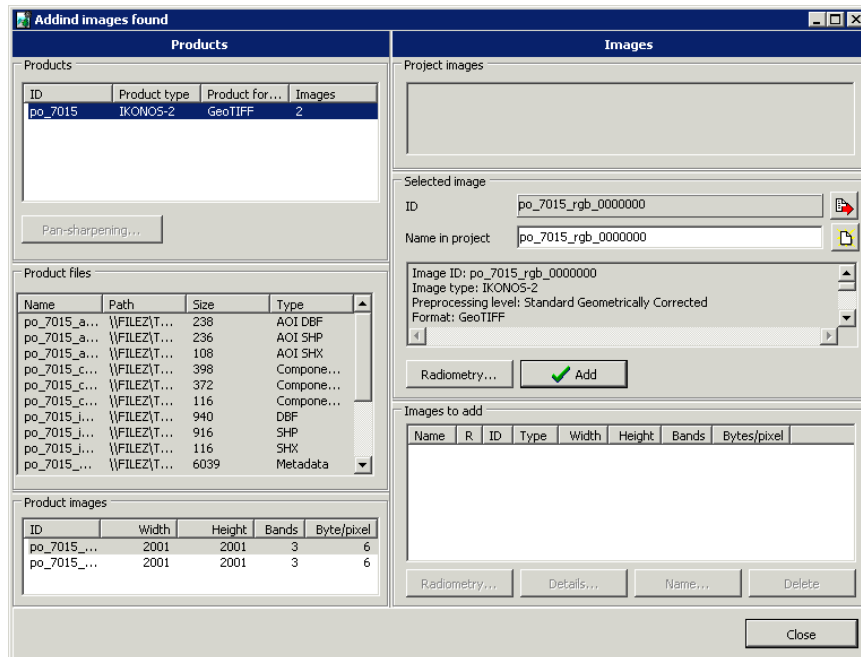 Addind images found
Products
Products
ID Product type Product for... Images
po_7015 IKONOS-2 GeoTIFF 2
Pan-sharpening...
Product files
Name Path Size Type
po_7015_a... \\FILEZ\T... 238 AOI DBF
po_7015_a... \\FILEZ\T... 236 AOI SHP
po_7015_a... \\FILEZ\T... 108 AOI SHX
po_7015_c... \\FILEZ\T... 398 Compone...
po_7015_c... \\FILEZ\T... 372 Compone...
po_7015_c... \\FILEZ\T... 116 Compone...
po_7015_i... \\FILEZ\T... 940 DBF
po_7015_i... \\FILEZ\T... 916 SHP
po_7015_i... \\FILEZ\T... 116 SHX
po_7015_... \\FILEZ\T... 6039 Metadata
Product images
ID Width Height Bands Byte/pixel
po_7015_... 2001 2001 3 6
po_7015_... 2001 2001 3 6
Images
Project images
Selected image
ID po_7015_rgb_0000000
Name in project po_7015_rgb_0000000
Image ID: po_7015_rgb_0000000
Image type: IKONOS-2
Preprocessing level: Standard Geometrically Corrected
Format: GeoTIFF
Radiometry... Add
Images to add
Name R ID Type Width Height Bands Bytes/pixel
Radiometry... Details... Name... Delete
Close